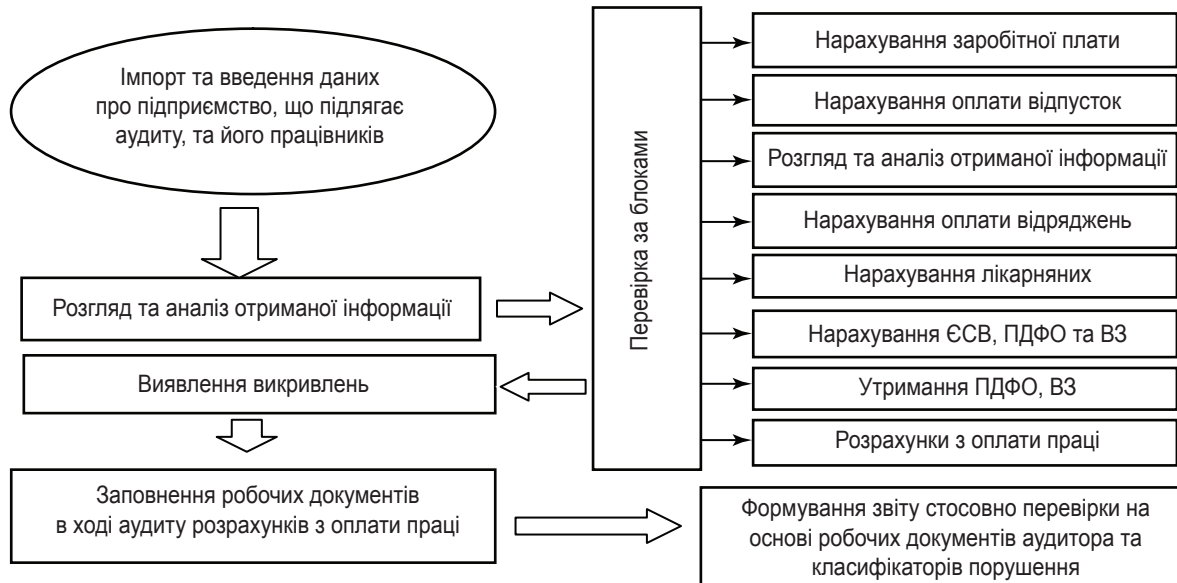 Імпорт та введення даних
про підприємство, що підлягає
аудиту, та його працівників
Розгляд та аналіз отриманої інформації
Виявлення викривлень
Заповнення робочих документів
в ході аудиту розрахунків з оплати праці
Перевірка за блоками
Нарахування заробітної плати
Нарахування оплати відпусток
Розгляд та аналіз отриманої інформації
Нарахування оплати відряджень
Нарахування лікарняних
Нарахування ЄСВ, ПДФО та ВЗ
Утримання ПДФО, ВЗ
Розрахунки з оплати праці
Формування звіту стосовно перевірки на
основі робочих документів аудитора та
класифікаторів порушення